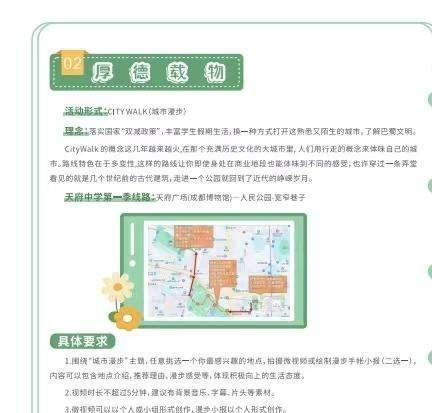 02
厚德载物
活动形式:CITYWALK(城市漫步)
理念:落实国家“双减政策”,丰富学生假期生活,换一种方式打开这熟悉又陌生的城市,了解巴蜀文明。
CityWalk的概念这几年越来越火,在那个充满历史文化的大城市里,人们用行走的概念来体味自己的城
市。路线特色在于多变性,这样的路线让你即使身处在商业地段也能体味到不同的感受;也许穿过一条弄堂
看见的就是几个世纪前的古代建筑,走进一个公园就回到了近代的峥嵘岁月。
天府中学第一季线路:天府广场(成都博物馆)—人民公园-宽窄巷子
具体要求
1.围绕“城市漫步”主题,任意挑选一个你最感兴趣的地点,拍摄微视频或绘制漫步手帐小报(二选一),
内容可以包含地点介绍,推荐理由,漫步感受等,体现积极向上的生活态度。
2.视频时长不超过5分钟,建议有背景音乐、字幕、片头等素材。
3.微视频可以以个人或小组形式创作,漫步小报以个人形式创作。